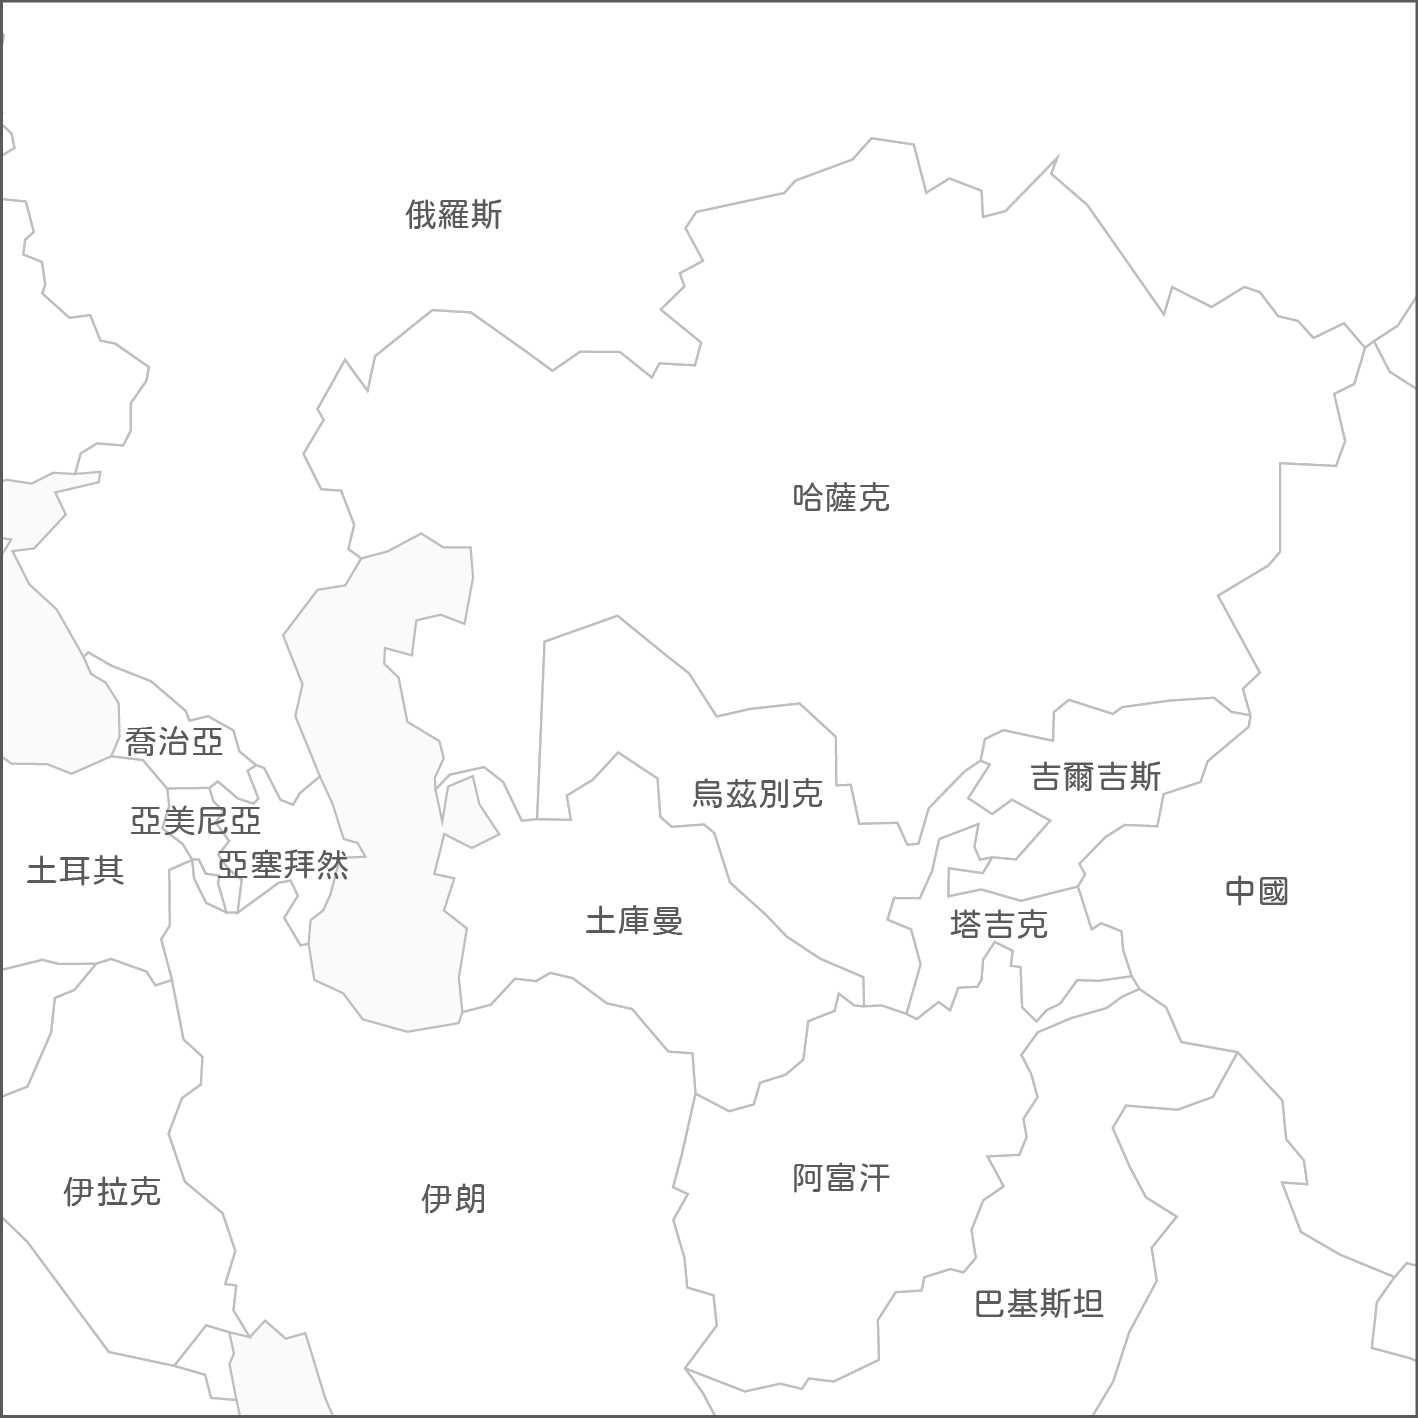 俄羅斯
哈薩克
喬治亞
吉爾吉斯
烏茲別克
亞美尼亞
亞塞拜然
土耳其
中國
土庫曼
塔吉克
阿富汗
伊拉克
伊朗
巴基斯坦